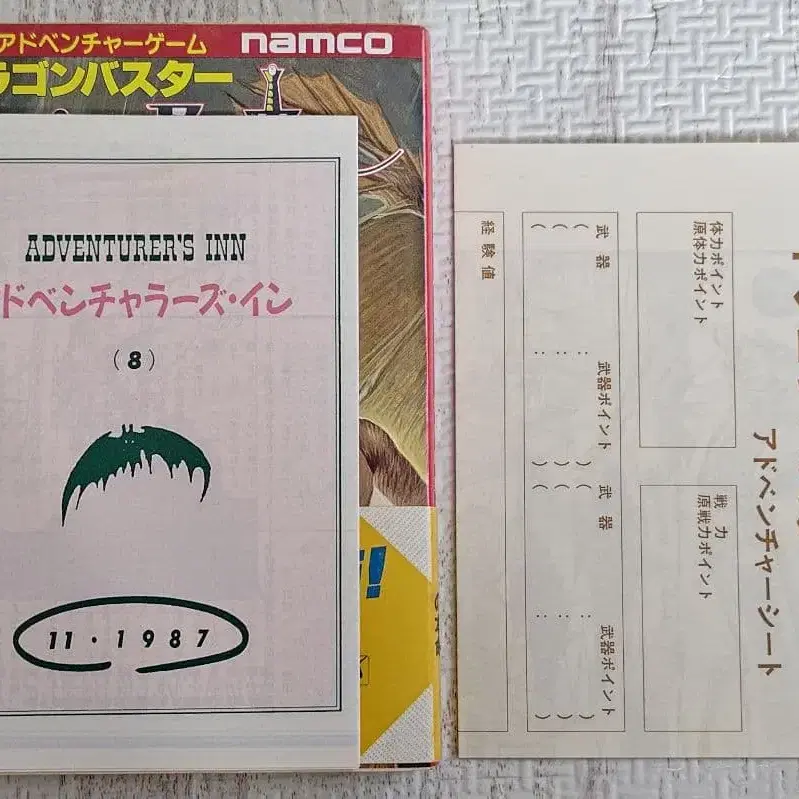 アドベンチャーゲーム namco
ラゴンバスター
ADVENTURER'S INN
ドベンチャラーズ・イン
(8)
11・1987
!
アドベンチャーシート
体力ポイント
原体力ポイント
戦力
原戦力ポイント
武器 : 武器ポイント
( : )
( : )
( : )
武器 : 武器ポイント
( : )
( : )
( : )
経験値